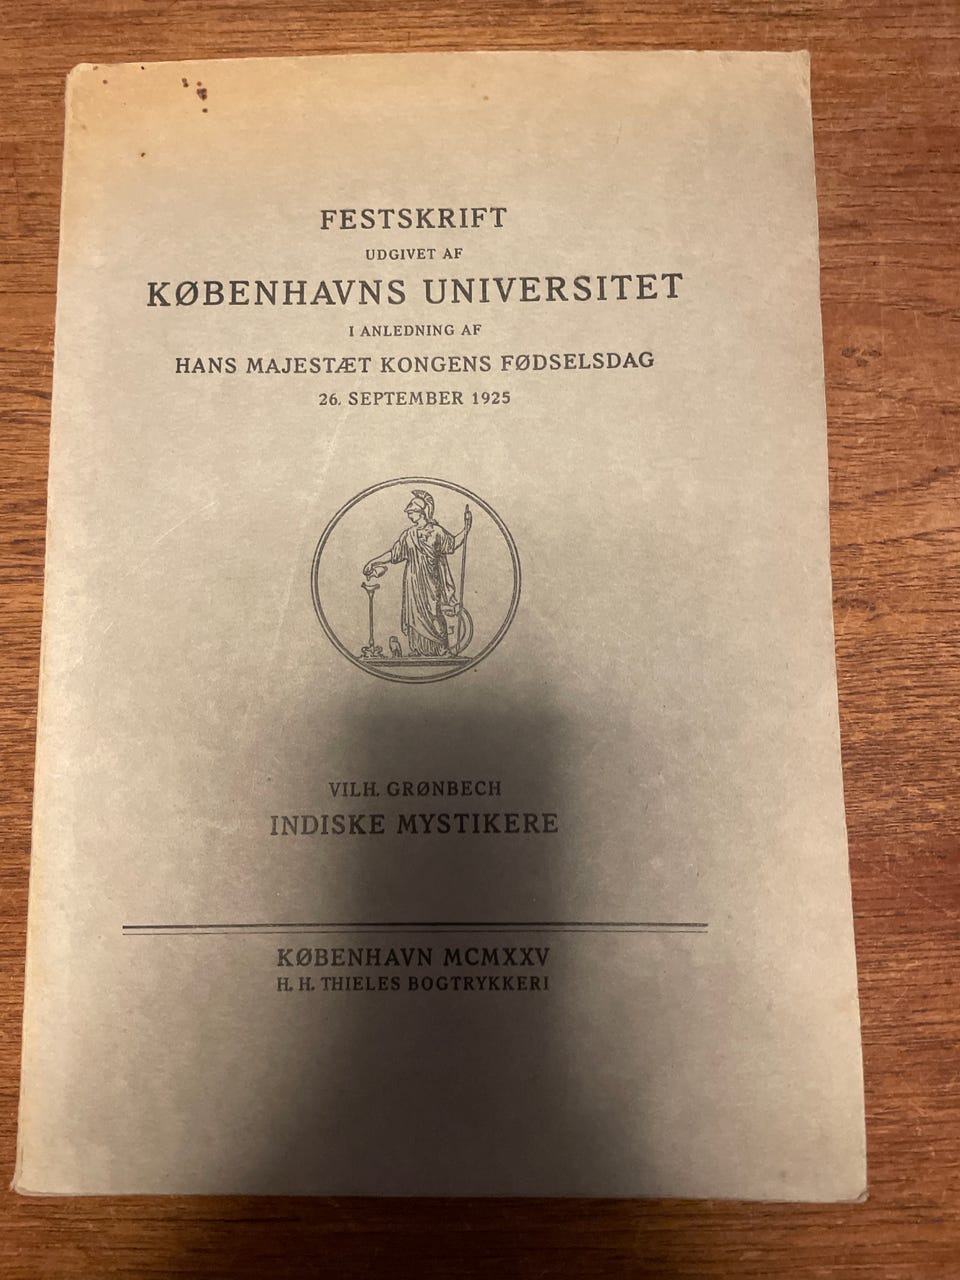 FESTSKRIFT
UDGIVET AF
KØBENHAVNS UNIVERSITET
I ANLEDNING AF
HANS MAJESTÆT KONGENS FØDSELSDAG
26. SEPTEMBER 1925
VILH. GRØNBECH
INDISKE MYSTIKERE
KØBENHAVN MCMXXV
H. H. THIELES BOGTRYKKERI